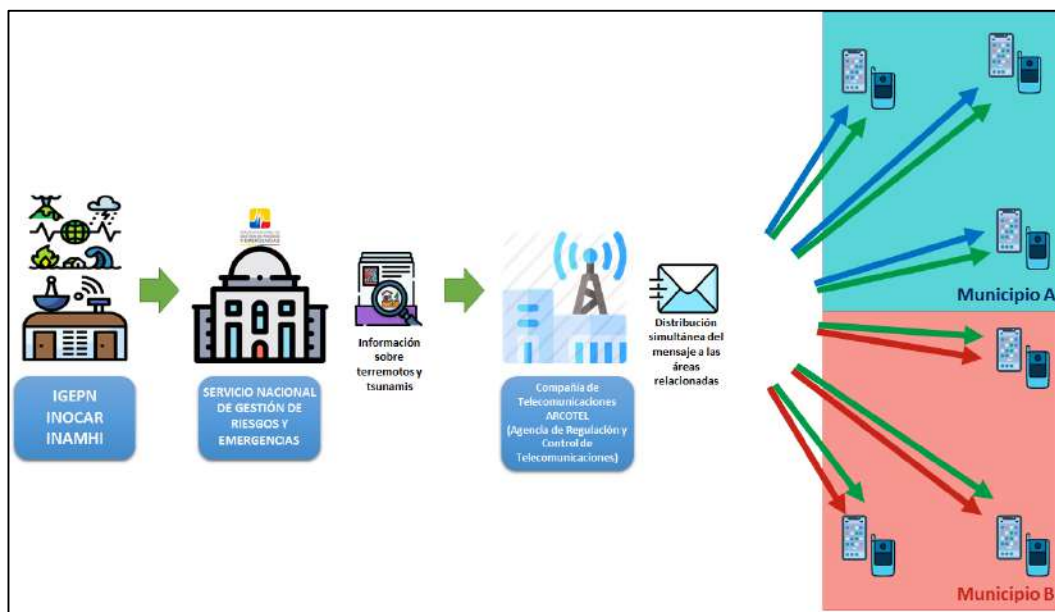 IGEPN
INOCAR
INAMHI
SERVICIO NACIONAL
DE GESTIÓN DE
RIESGOS Y
EMERGENCIAS
Información
sobre
terremotos y
tsunamis
Compañía de
Telecomunicaciones
ARCOTEL
(Agencia de Regulación y
Control de
Telecomunicaciones)
Distribución
simultánea del
mensaje a las
áreas
relacionadas
Municipio A
Municipio B